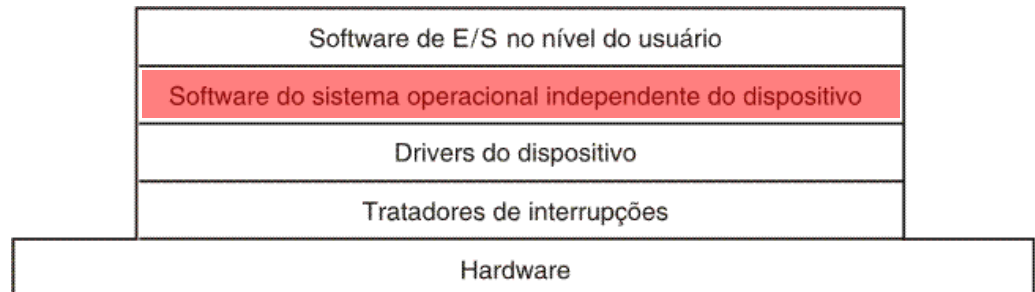 Software de E/S no nível do usuário
Software do sistema operacional independente do dispositivo
Drivers do dispositivo
Tratadores de interrupções
Hardware